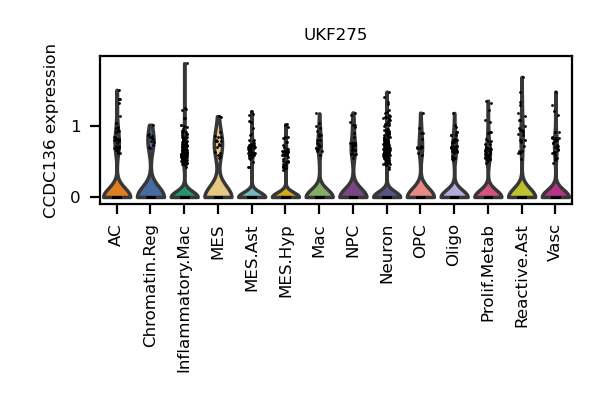 UKF275
CCDC136 expression
1
0
AC
Chromatin.Reg
Inflammatory.Mac
MES
MES.Ast
MES.Hyp
Mac
NPC
Neuron
OPC
Oligo
Prolif.Metab
Reactive.Ast
Vasc